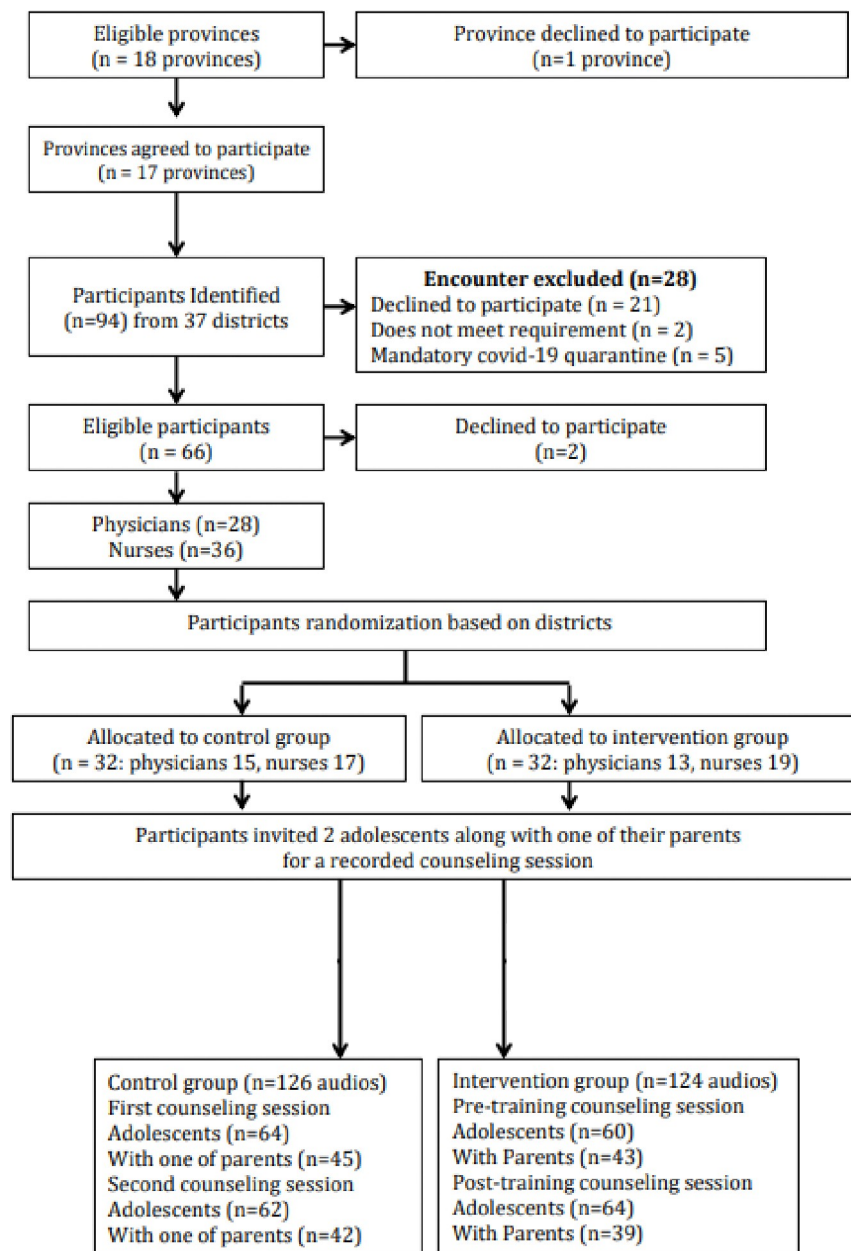 Eligible provinces
(n = 18 provinces)
Province declined to participate
(n=1 province)
Provinces agreed to participate
(n = 17 provinces)
Participants Identified
(n=94) from 37 districts
Encounter excluded (n=28)
Declined to participate (n = 21)
Does not meet requirement (n = 2)
Mandatory covid-19 quarantine (n = 5)
Eligible participants
(n = 66)
Declined to participate
(n=2)
Physicians (n=28)
Nurses (n=36)
Participants randomization based on districts
Allocated to control group
(n = 32: physicians 15, nurses 17)
Allocated to intervention group
(n = 32: physicians 13, nurses 19)
Participants invited 2 adolescents along with one of their parents
for a recorded counseling session
Control group (n=126 audios)
First counseling session
Adolescents (n=64)
With one of parents (n=45)
Second counseling session
Adolescents (n=62)
With one of parents (n=42)
Intervention group (n=124 audios)
Pre-training counseling session
Adolescents (n=60)
With Parents (n=43)
Post-training counseling session
Adolescents (n=64)
With Parents (n=39)